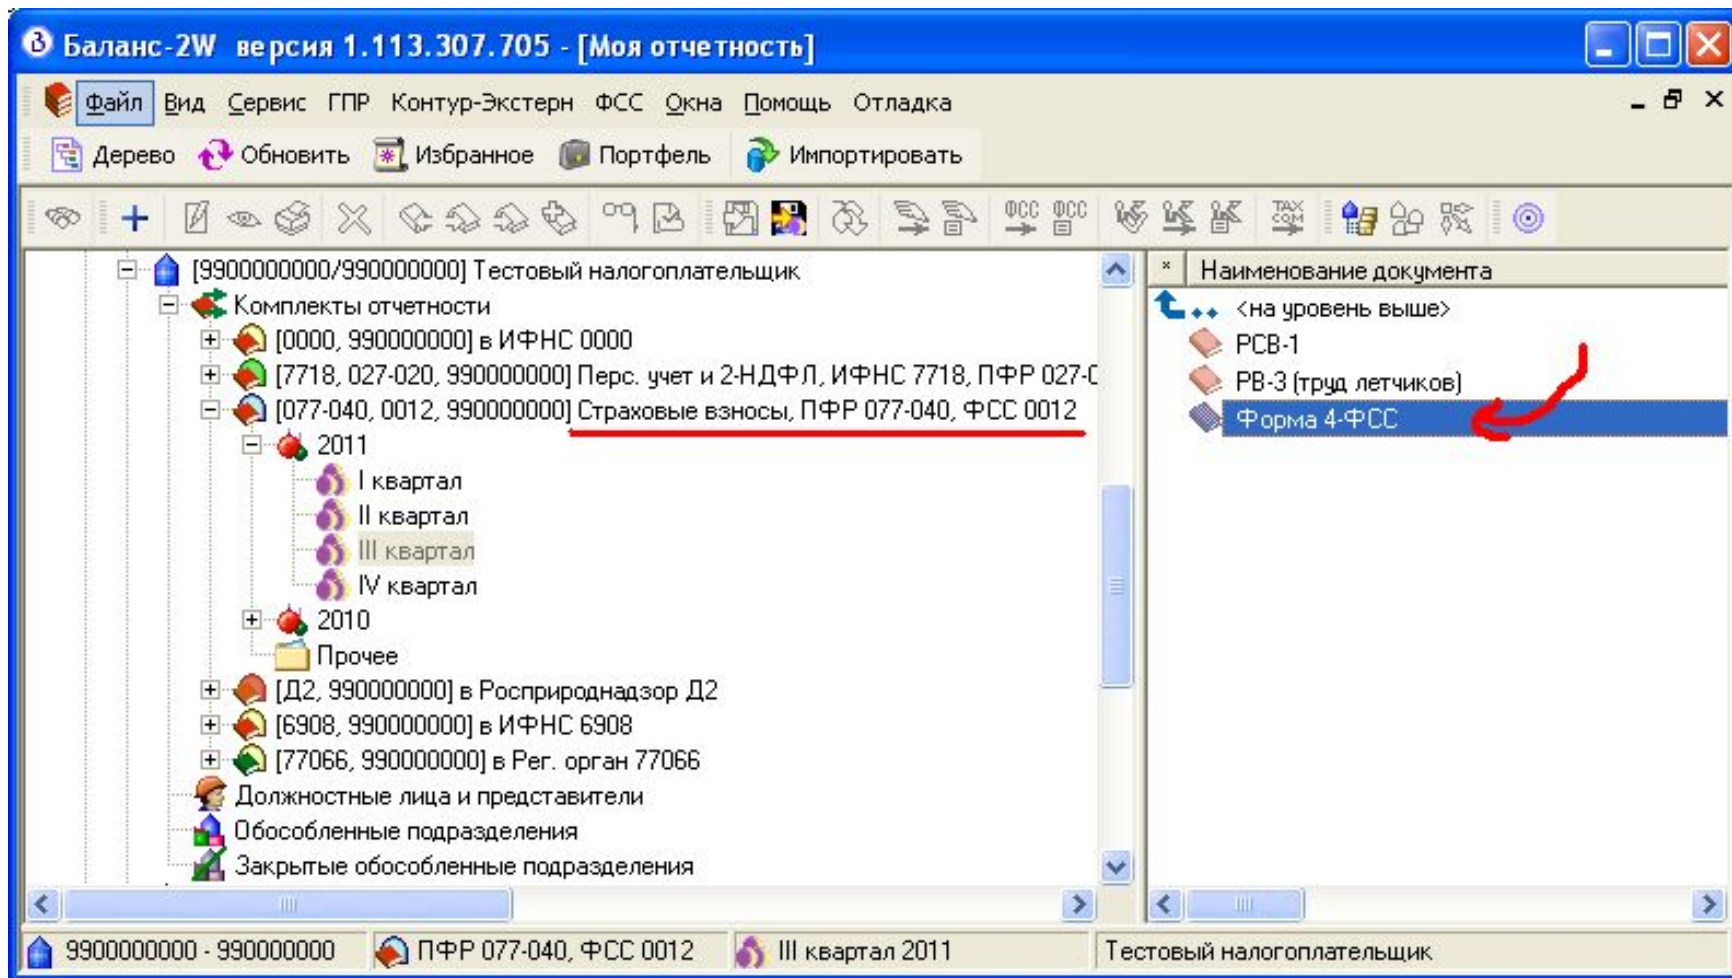 Баланс-2W версия 1.113.307.705 - [Моя отчетность]
Файл Вид Сервис ГПР Контур-Экстерн ФСС Окна Помощь Отладка
Дерево Обновить Избранное Портфель Импортировать
ФСС ФСС TAX COM
[9900000000/990000000] Тестовый налогоплательщик
Комплекты отчетности
[0000, 990000000] в ИФНС 0000
[7718, 027-020, 990000000] Перс. учет и 2-НДФЛ, ИФНС 7718, ПФР 027-0
[077-040, 0012, 990000000] Страховые взносы, ПФР 077-040, ФСС 0012
2011
I квартал
II квартал
III квартал
IV квартал
2010
Прочее
[Д2, 990000000] в Росприроднадзор Д2
[6908, 990000000] в ИФНС 6908
[77066, 990000000] в Рег. орган 77066
Должностные лица и представители
Обособленные подразделения
Закрытые обособленные подразделения
* Наименование документа
<на уровень выше>
РСВ-1
РВ-3 (труд летчиков)
Форма 4-ФСС
9900000000 - 990000000 ПФР 077-040, ФСС 0012 III квартал 2011 Тестовый налогоплательщик